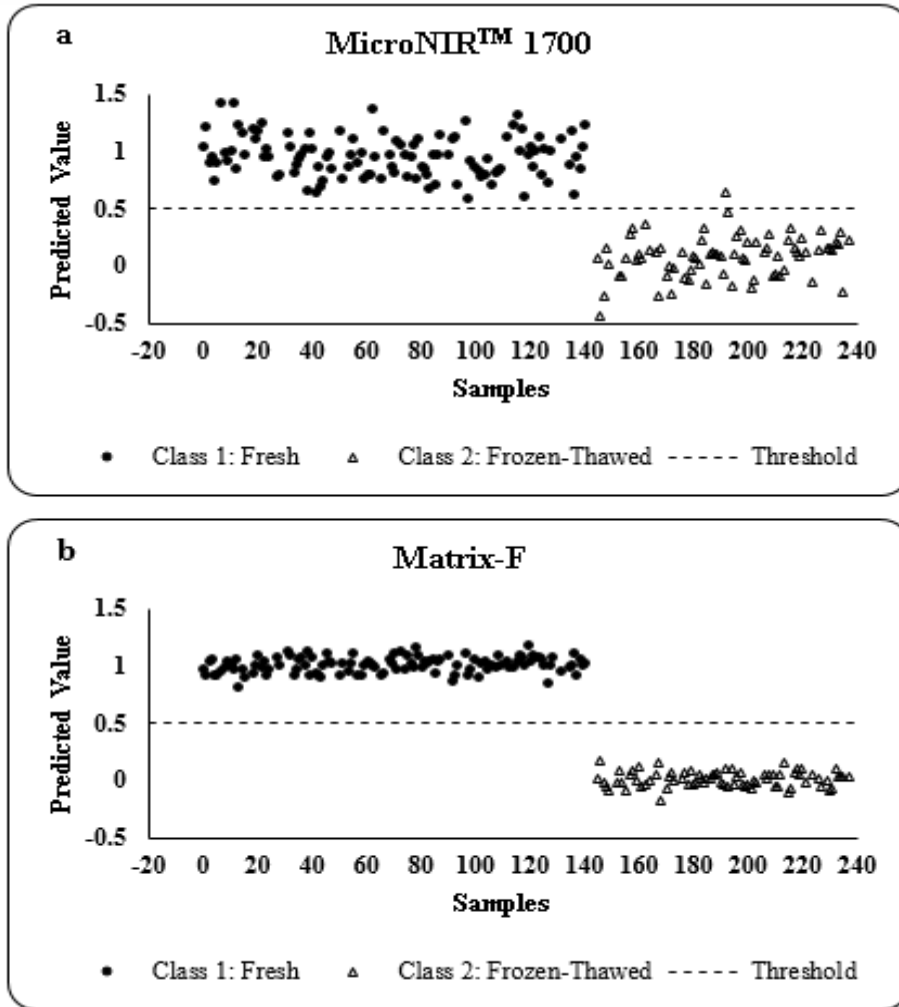 a
MicroNIR™ 1700
1.5
1
0.5
0
-0.5
Predicted Value
-20 0 20 40 60 80 100 120 140 160 180 200 220 240
Samples
Class 1: Fresh Class 2: Frozen-Thawed Threshold
b
Matrix-F
1.5
1
0.5
0
-0.5
Predicted Value
-20 0 20 40 60 80 100 120 140 160 180 200 220 240
Samples
Class 1: Fresh Class 2: Frozen-Thawed Threshold